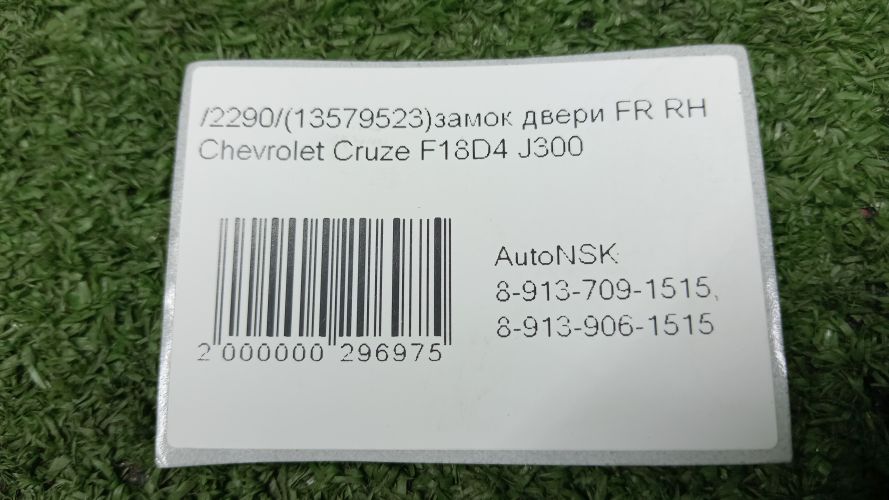 /2290/(13579523)замок двери FR RH
Chevrolet Cruze F18D4 J300
AutoNSK
8-913-709-1515,
8-913-906-1515
2 000000 296975